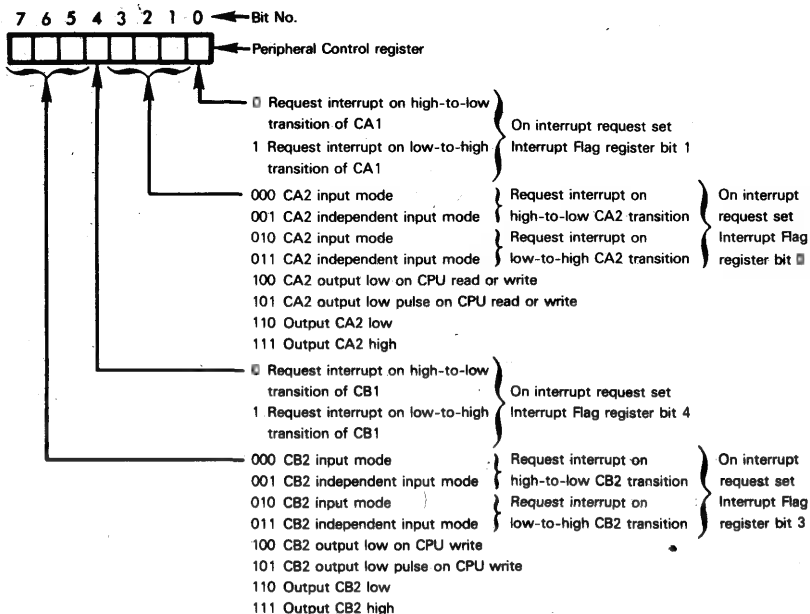 7 6 5 4 3 2 1 0 Bit No.
Peripheral Control register
0 Request interrupt on high-to-low
transition of CA1
1 Request interrupt on low-to-high
transition of CA1
On interrupt request set
Interrupt Flag register bit 1
000 CA2 input mode
001 CA2 independent input mode
010 CA2 input mode
011 CA2 independent input mode
100 CA2 output low on CPU read or write
101 CA2 output low pulse on CPU read or write
110 Output CA2 low
111 Output CA2 high
Request interrupt on
high-to-low CA2 transition
Request interrupt on
low-to-high CA2 transition
On interrupt
request set
Interrupt Flag
register bit 0
0 Request interrupt on high-to-low
transition of CB1
1 Request interrupt on low-to-high
transition of CB1
On interrupt request set
Interrupt Flag register bit 4
000 CB2 input mode
001 CB2 independent input mode
010 CB2 input mode
011 CB2 independent input mode
100 CB2 output low on CPU write
101 CB2 output low pulse on CPU write
110 Output CB2 low
111 Output CB2 high
Request interrupt on
high-to-low CB2 transition
Request interrupt on
low-to-high CB2 transition
On interrupt
request set
Interrupt Flag
register bit 3